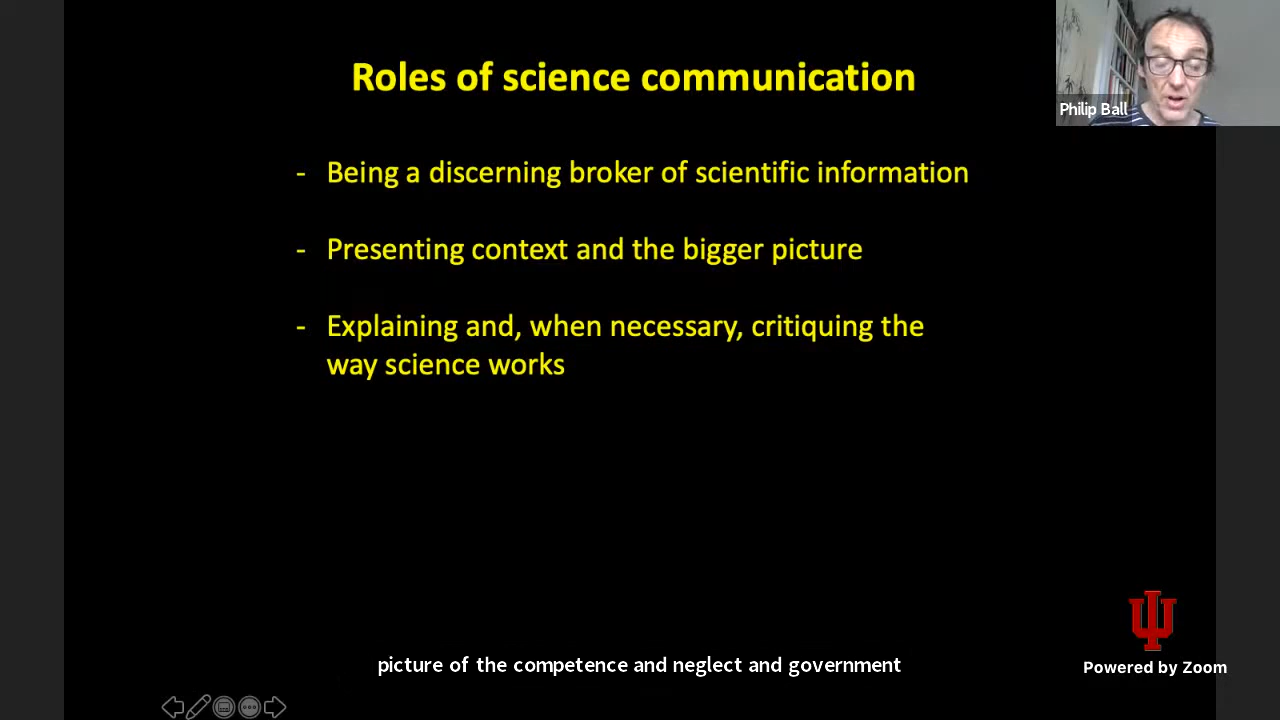 Roles of science communication
Philip Ball
- Being a discerning broker of scientific information
- Presenting context and the bigger picture
- Explaining and, when necessary, critiquing the
way science works
picture of the competence and neglect and government
Powered by Zoom